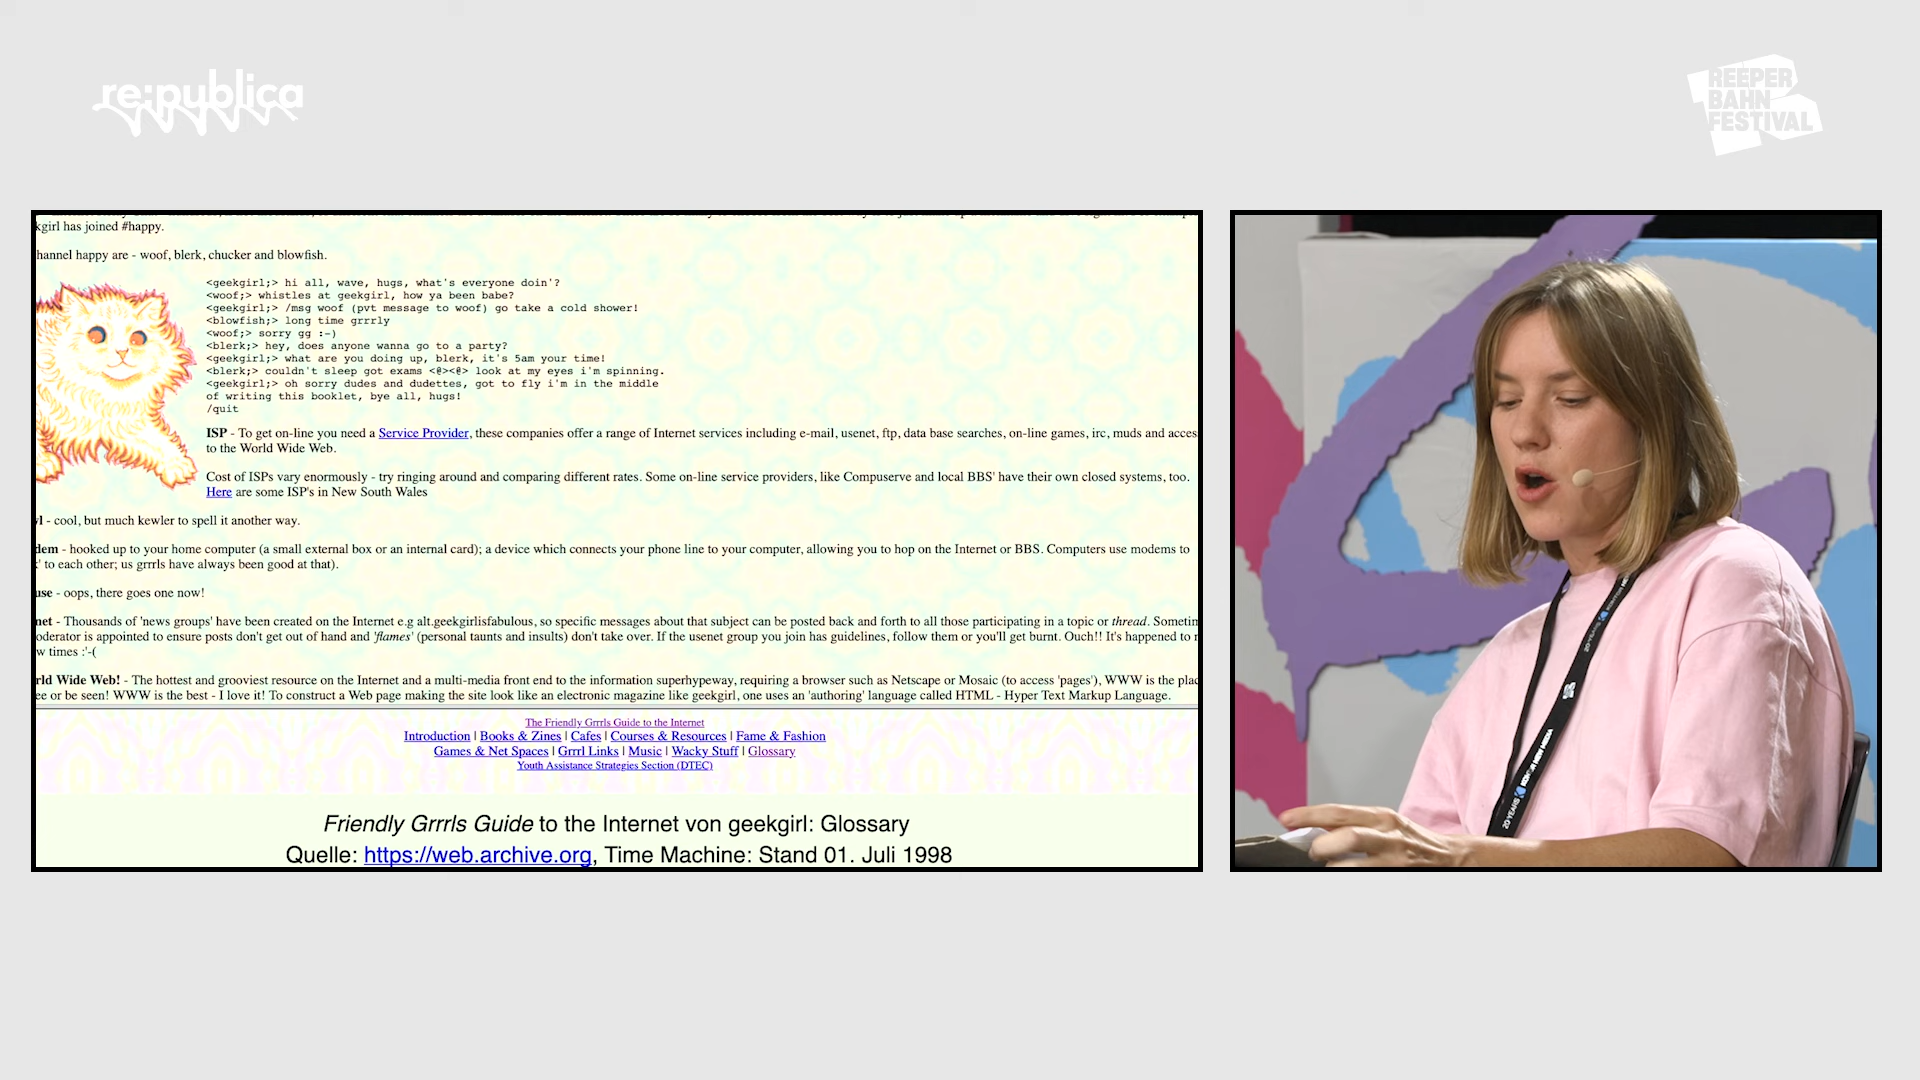 re:publica
REEPER
BAHN
FESTIVAL
kgirl has joined #happy.
hannel happy are - woof, blerk, chucker and blowfish.
<geekgirl;> hi all, wave, hugs, what's everyone doin'?
<woof;> whistles at geekgirl, how ya been babe?
<geekgirl;> /msg woof (pvt message to woof) go take a cold shower!
<blowfish;> long time grrrly
<woof;> sorry gg :-)
<blerk;> hey, does anyone wanna go to a party?
<geekgirl;> what are you doing up, blerk, it's 5am your time!
<blerk;> couldn't sleep got exams <@><@> look at my eyes i'm spinning.
<geekgirl;> oh sorry dudes and dudettes, got to fly i'm in the middle
of writing this booklet, bye all, hugs!
/quit
ISP - To get on-line you need a Service Provider, these companies offer a range of Internet services including e-mail, usenet, ftp, data base searches, on-line games, irc, muds and acces
to the World Wide Web.
Cost of ISPs vary enormously - try ringing around and comparing different rates. Some on-line service providers, like Compuserve and local BBS' have their own closed systems, too.
Here are some ISP's in New South Wales
l - cool, but much kewler to spell it another way.
dem - hooked up to your home computer (a small external box or an internal card); a device which connects your phone line to your computer, allowing you to hop on the Internet or BBS. Computers use modems to
' to each other; us grrrls have always been good at that).
use - oops, there goes one now!
net - Thousands of 'news groups' have been created on the Internet e.g alt.geekgirlisfabulous, so specific messages about that subject can be posted back and forth to all those participating in a topic or thread. Sometim
oderator is appointed to ensure posts don't get out of hand and 'flames' (personal taunts and insults) don't take over. If the usenet group you join has guidelines, follow them or you'll get burnt. Ouch!! It's happened to
w times :'-(
rld Wide Web! - The hottest and grooviest resource on the Internet and a multi-media front end to the information superhypeway, requiring a browser such as Netscape or Mosaic (to access 'pages'), WWW is the plac
ee or be seen! WWW is the best - I love it! To construct a Web page making the site look like an electronic magazine like geekgirl, one uses an 'authoring' language called HTML - Hyper Text Markup Language.
The Friendly Grrrls Guide to the Internet
Introduction | Books & Zines | Cafes | Courses & Resources | Fame & Fashion
Games & Net Spaces | Grrrl Links | Music | Wacky Stuff | Glossary
Youth Assistance Strategies Section (DTEC)
Friendly Grrrls Guide to the Internet von geekgirl: Glossary
Quelle: https://web.archive.org, Time Machine: Stand 01. Juli 1998
20 YEARS